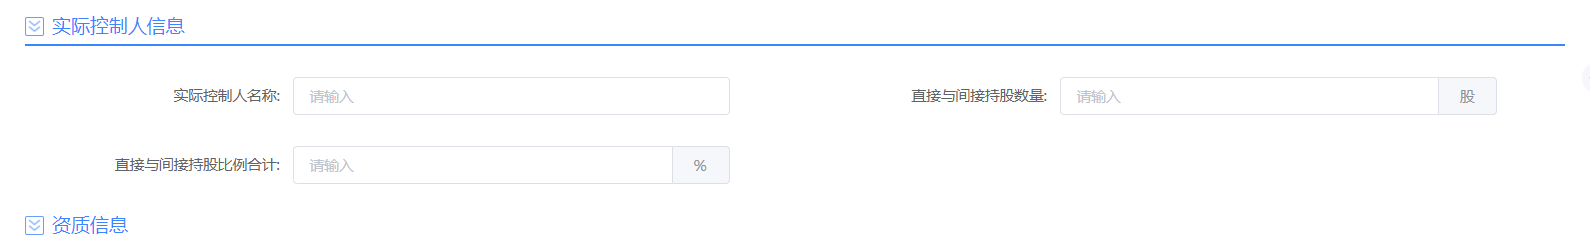 实际控制人信息
实际控制人名称: 请输入 直接与间接持股数量: 请输入 股
直接与间接持股比例合计: 请输入 %
资质信息